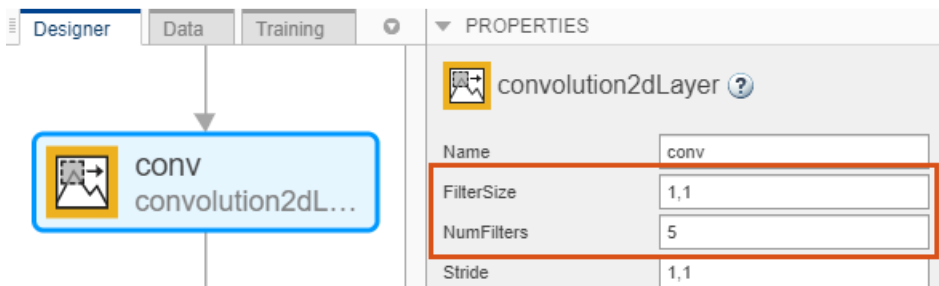 Designer
Data
Training
PROPERTIES
convolution2dLayer ?
conv
convolution2dL...
Name conv
FilterSize 1,1
NumFilters 5
Stride 1,1